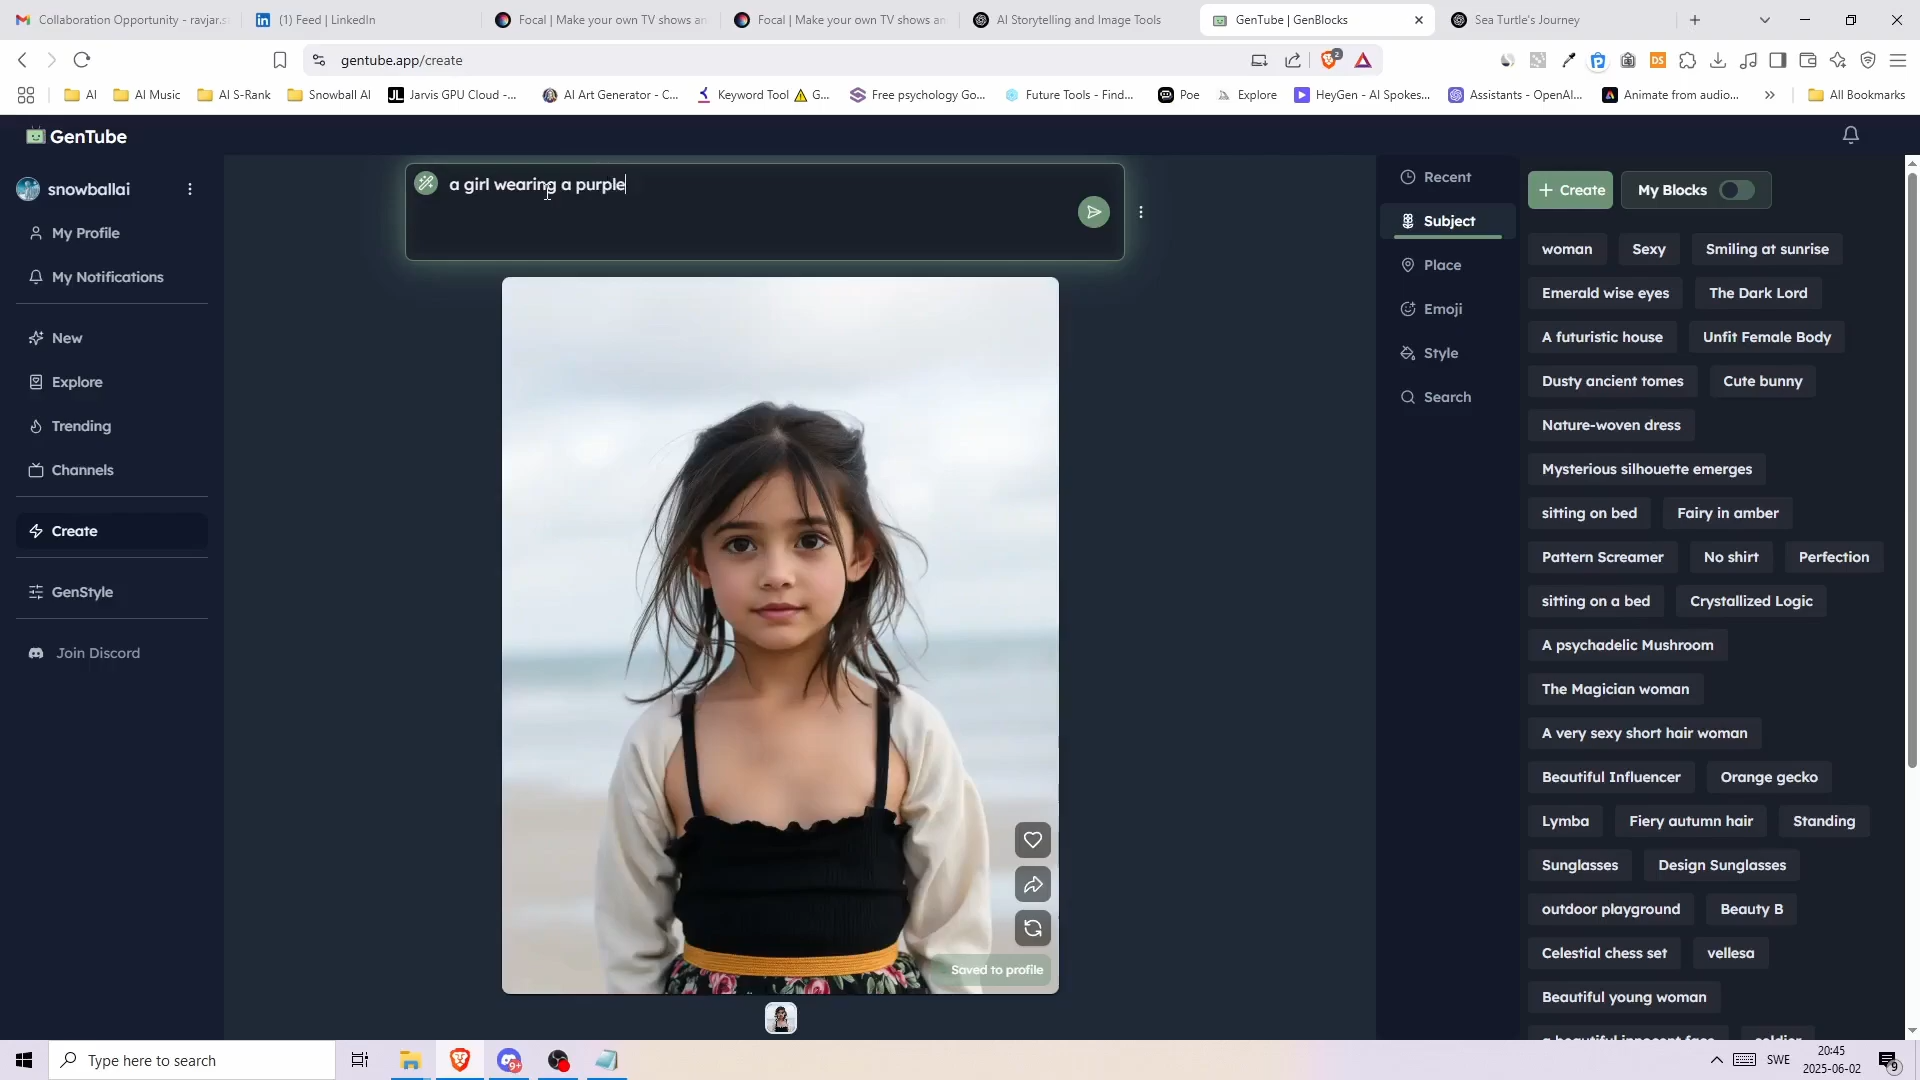 Collaboration Opportunity - ravjar.s
(1) Feed | LinkedIn
Focal | Make your own TV shows an
Focal | Make your own TV shows an
AI Storytelling and Image Tools
GenTube | GenBlocks
Sea Turtle's Journey
gentube.app/create
2
AI
AI Music
AI S-Rank
Snowball AI
Jarvis GPU Cloud -...
AI Art Generator - C...
Keyword Tool ⚠ G...
Free psychology Go...
Future Tools - Find...
Poe
Explore
HeyGen - AI Spokes...
Assistants - OpenAI...
Animate from audio...
All Bookmarks
GenTube
snowballai
My Profile
My Notifications
New
Explore
Trending
Channels
Create
GenStyle
Join Discord
a girl wearing a purple
Saved to profile
Recent
Subject
Place
Emoji
Style
Search
+ Create
My Blocks
woman Sexy Smiling at sunrise
Emerald wise eyes The Dark Lord
A futuristic house Unfit Female Body
Dusty ancient tomes Cute bunny
Nature-woven dress
Mysterious silhouette emerges
sitting on bed Fairy in amber
Pattern Screamer No shirt Perfection
sitting on a bed Crystallized Logic
A psychadelic Mushroom
The Magician woman
A very sexy short hair woman
Beautiful Influencer Orange gecko
Lymba Fiery autumn hair Standing
Sunglasses Design Sunglasses
outdoor playground Beauty B
Celestial chess set vellesa
Beautiful young woman
a beautiful innocent face soldier
Type here to search
9+
SWE
20:45
2025-06-02
9